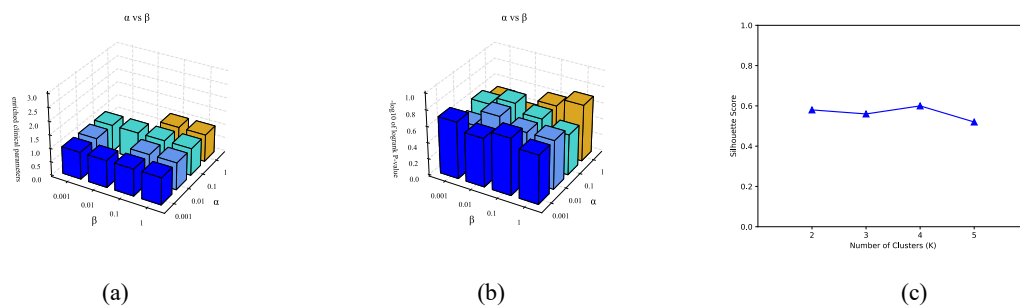 α vs β
enriched clinical parameters
3.0
2.5
2.0
1.5
1.0
0.5
0.0
0.001
0.01
0.1
1
β
0.001
0.01
0.1
1
α
(a)
α vs β
-log10 of logrank P-value
1.0
0.8
0.6
0.4
0.2
0.0
0.001
0.01
0.1
1
β
0.001
0.01
0.1
1
α
(b)
Silhouette Score
1.0
0.8
0.6
0.4
0.2
0.0
2 3 4 5
Number of Clusters (K)
(c)